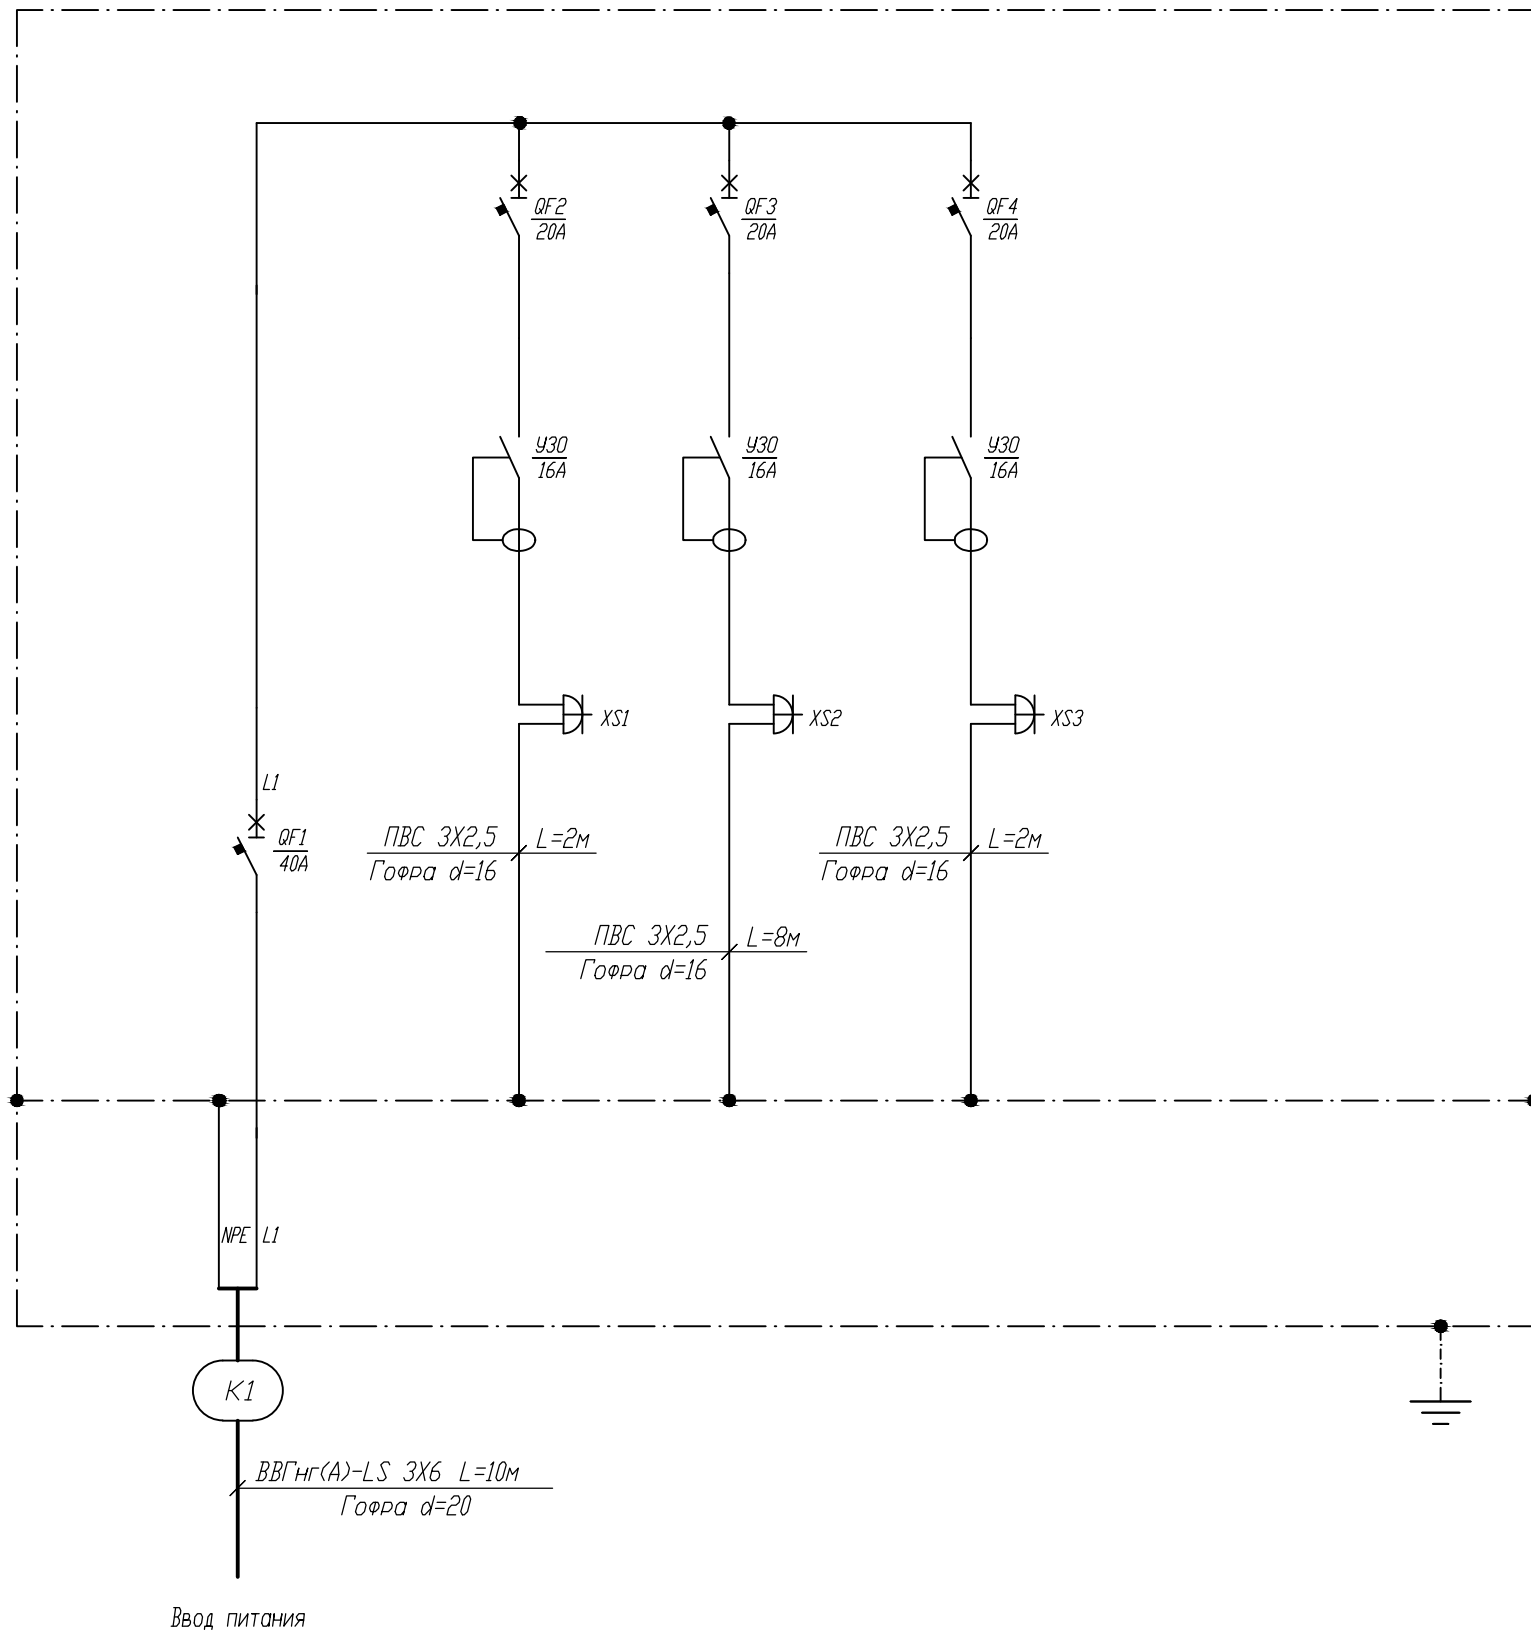 QF2
20А
QF3
20А
QF4
20А
УЗО
16А
УЗО
16А
УЗО
16А
XS1
XS2
XS3
L1
QF1
40А
ПВС 3Х2,5 L=2м
Гофра d=16
ПВС 3Х2,5 L=2м
Гофра d=16
ПВС 3Х2,5 L=8м
Гофра d=16
NPE L1
К1
ВВГнг(А)-LS 3Х6 L=10м
Гофра d=20
Ввод питания